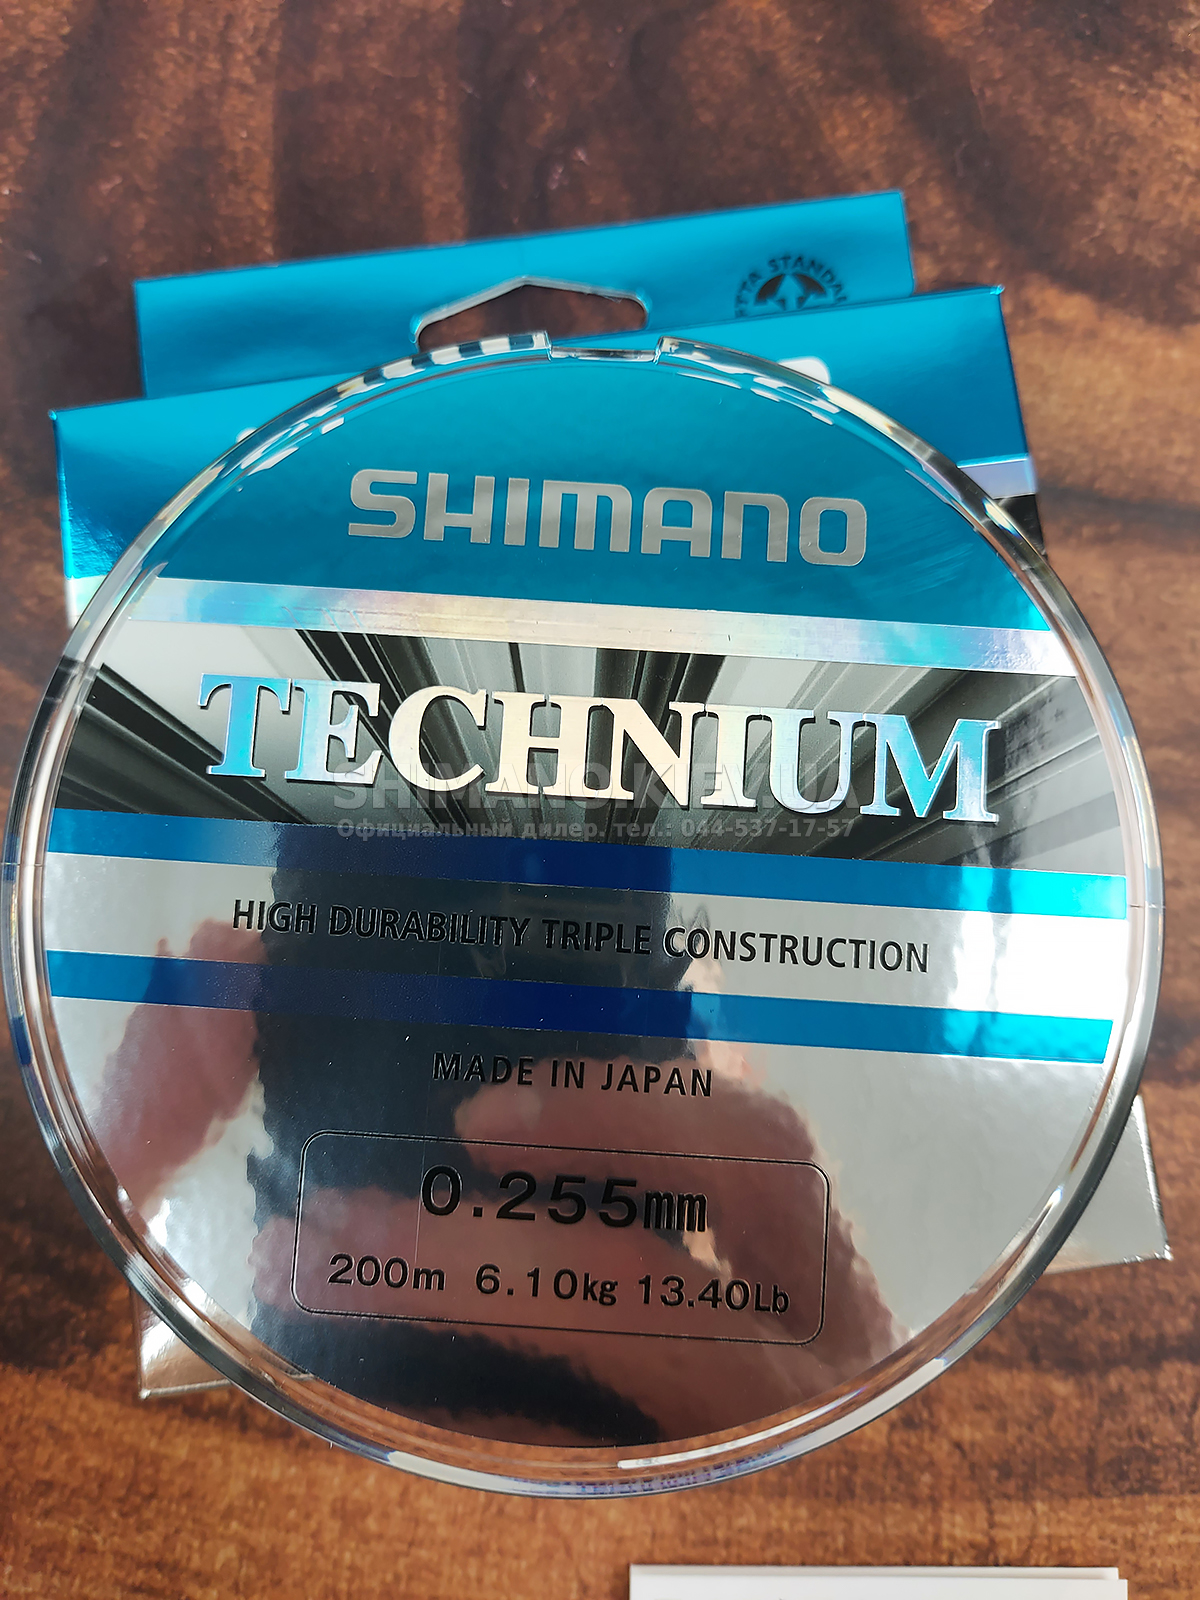 STANDA
SHIMANO
TECHNIUM
SHIMANO.KIEV.UA
Официальный дилер. тел.: 044-537-17-57
HIGH DURABILITY TRIPLE CONSTRUCTION
MADE IN JAPAN
0.255mm
200m 6.10kg 13.40Lb